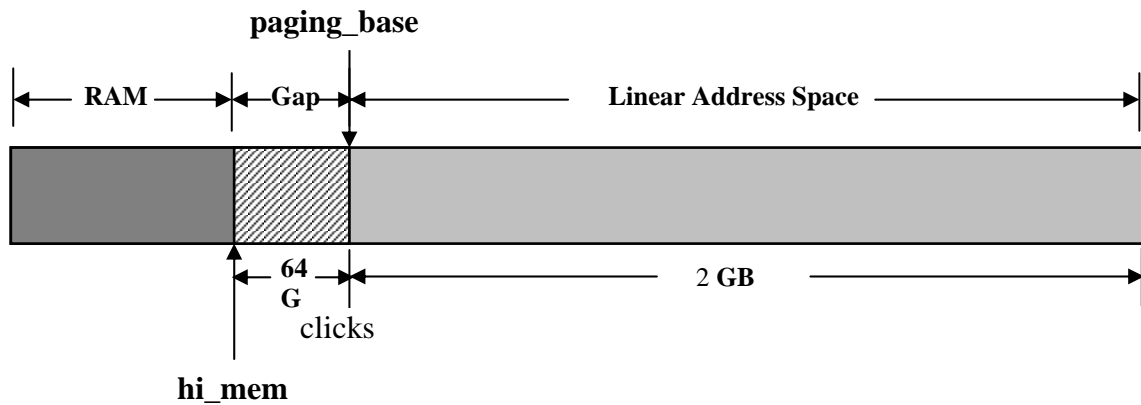 paging_base
RAM
Gap
Linear Address Space
64
G
2 GB
clicks
hi_mem